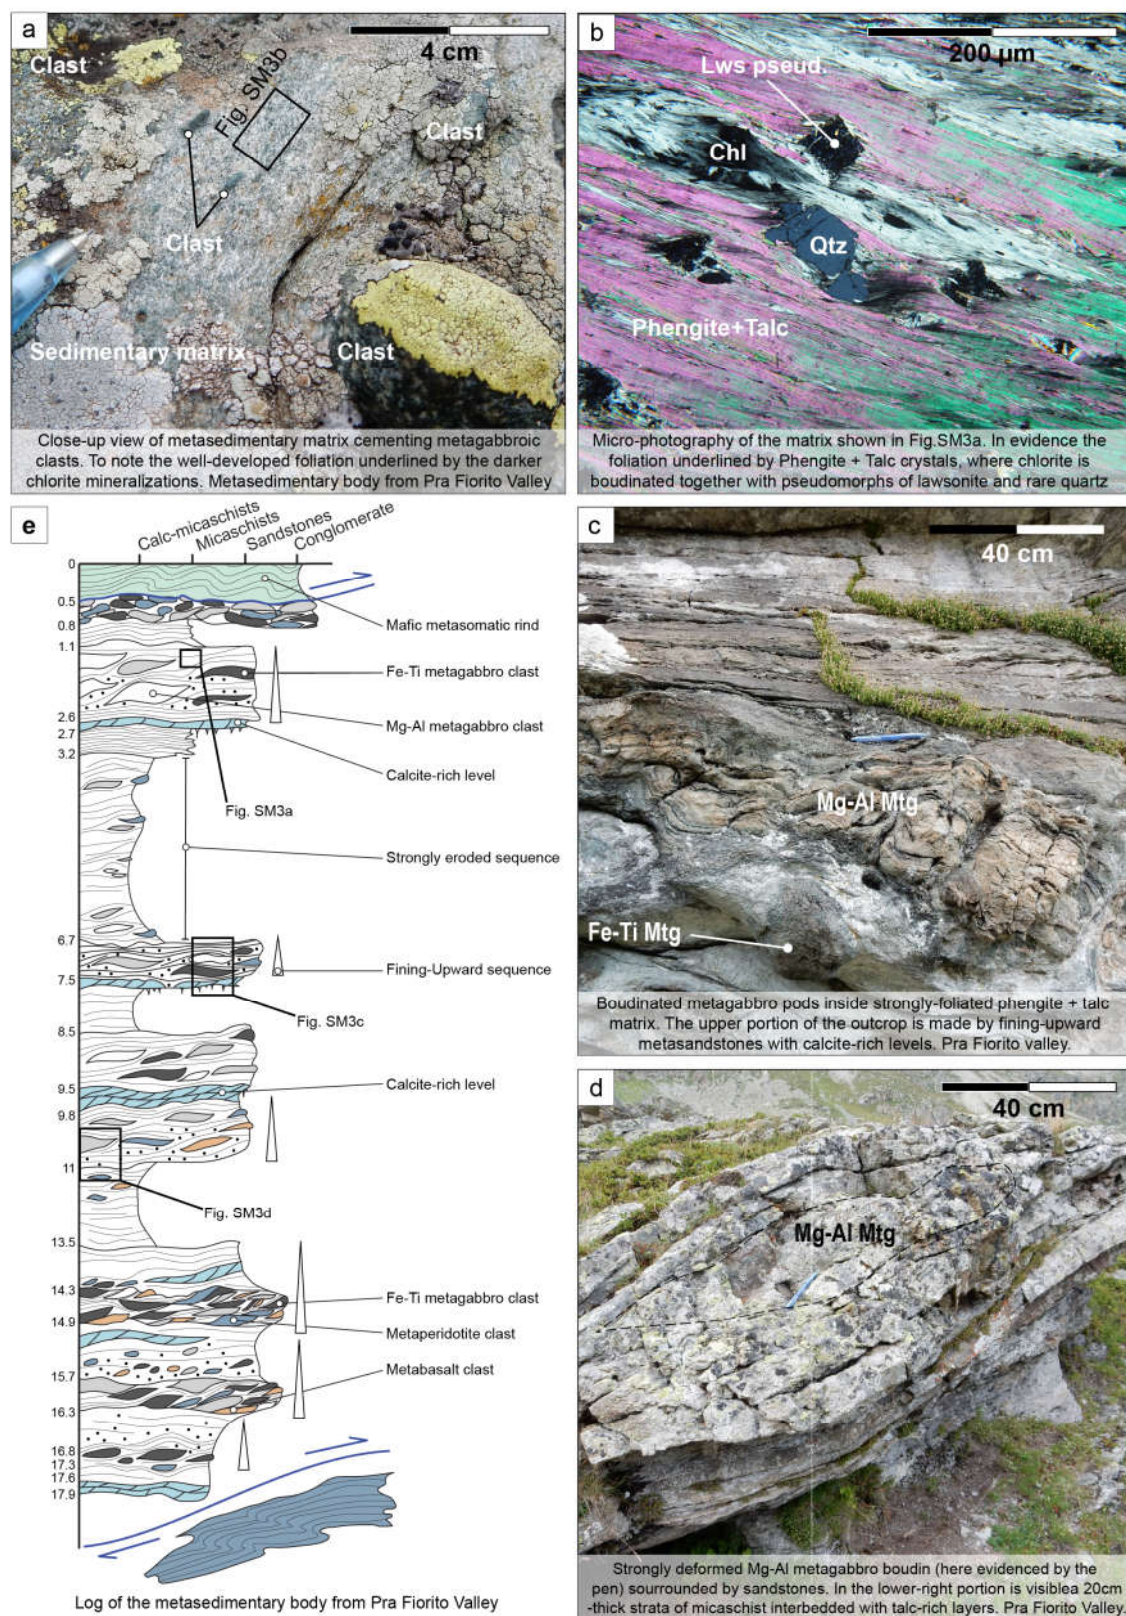 a
4 cm
Clast
Fig. SM3b
Clast
Clast
Sedimentary matrix
Clast
Close-up view of metasedimentary matrix cementing metagabbroic
clasts. To note the well-developed foliation underlined by the darker
chlorite mineralizations. Metasedimentary body from Pra Fiorito Valley
b
200 µm
Lws pseud.
Chl
Qtz
Phengite+Talc
Micro-photography of the matrix shown in Fig.SM3a. In evidence the
foliation underlined by Phengite + Talc crystals, where chlorite is
boudinated together with pseudomorphs of lawsonite and rare quartz
e
Calc-micaschists
Micaschists
Sandstones
Conglomerate
0
0.5
0.8
1.1
2.6
2.7
3.2
6.7
7.5
8.5
9.5
9.8
11
13.5
14.3
14.9
15.7
16.3
16.8
17.3
17.6
17.9
Mafic metasomatic rind
Fe-Ti metagabbro clast
Mg-Al metagabbro clast
Calcite-rich level
Fig. SM3a
Strongly eroded sequence
Fining-Upward sequence
Fig. SM3c
Calcite-rich level
Fig. SM3d
Fe-Ti metagabbro clast
Metaperidotite clast
Metabasalt clast
Log of the metasedimentary body from Pra Fiorito Valley
c
40 cm
Mg-Al Mtg
Fe-Ti Mtg
Boudinated metagabbro pods inside strongly-foliated phengite + talc
matrix. The upper portion of the outcrop is made by fining-upward
metasandstones with calcite-rich levels. Pra Fiorito valley.
d
40 cm
Mg-Al Mtg
Strongly deformed Mg-Al metagabbro boudin (here evidenced by the
pen) sourrounded by sandstones. In the lower-right portion is visiblea 20cm
-thick strata of micaschist interbedded with talc-rich layers. Pra Fiorito Valley.